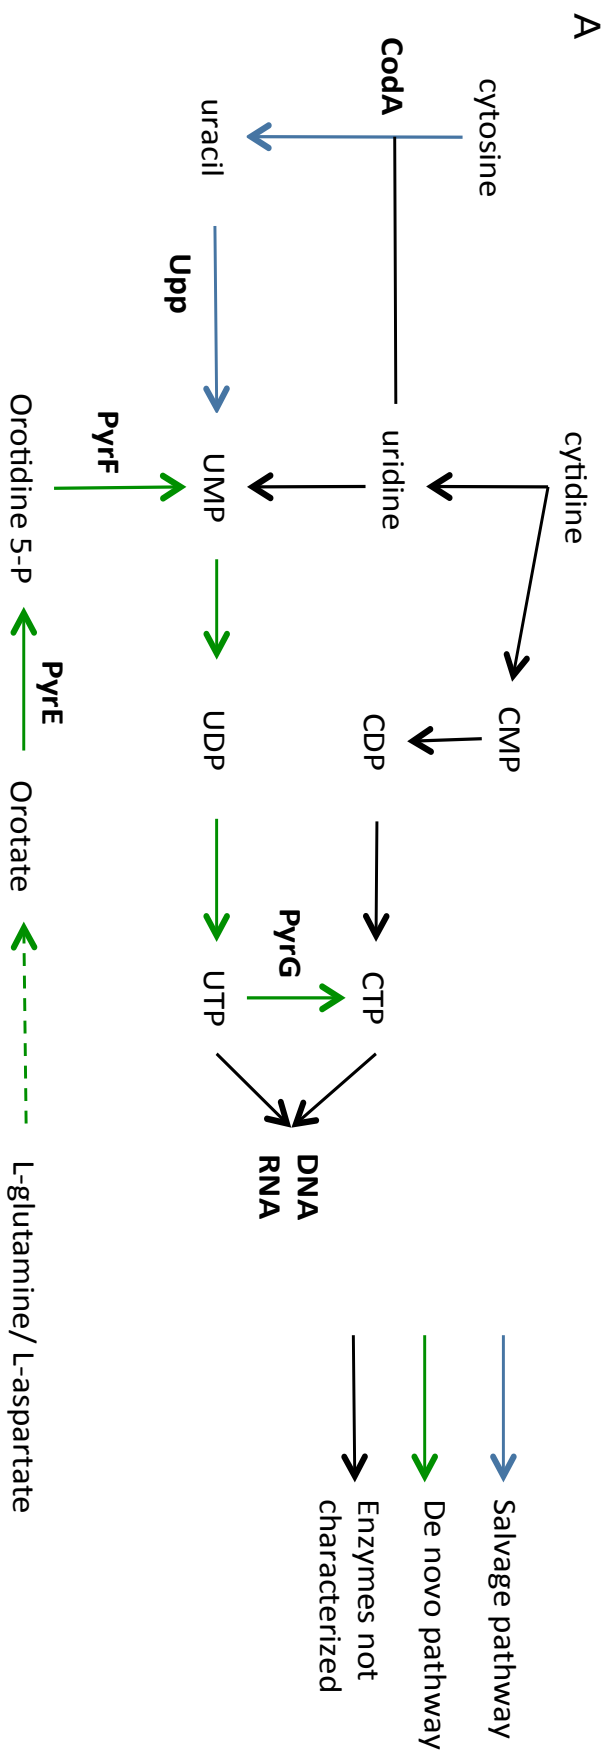 A
cytosine
cytidine
CMP
CodA
uridine
CDP
CTP
uracil
Upp
UMP
UDP
PyrG
UTP
DNA
RNA
PyrF
Orotidine 5-P
PyrE
Orotate
L-glutamine/ L-aspartate
Salvage pathway
De novo pathway
Enzymes not
characterized